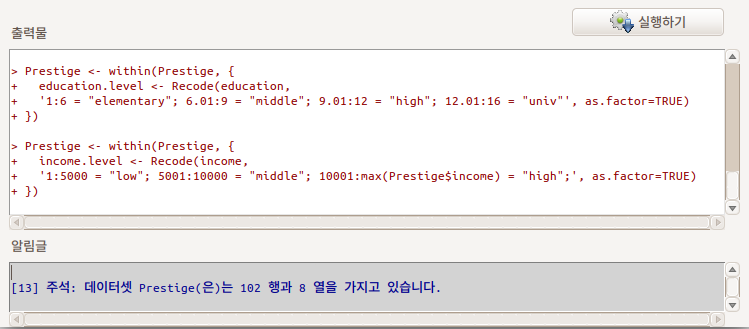 실행하기
출력물
> Prestige <- within(Prestige, {
+   education.level <- Recode(education,
+   '1:6 = "elementary"; 6.01:9 = "middle"; 9.01:12 = "high"; 12.01:16 = "univ"', as.factor=TRUE)
+ })
> Prestige <- within(Prestige, {
+   income.level <- Recode(income,
+   '1:5000 = "low"; 5001:10000 = "middle"; 10001:max(Prestige$income) = "high";', as.factor=TRUE)
+ })
알림글
[13] 주석: 데이터셋 Prestige(은)는 102 행과 8 열을 가지고 있습니다.